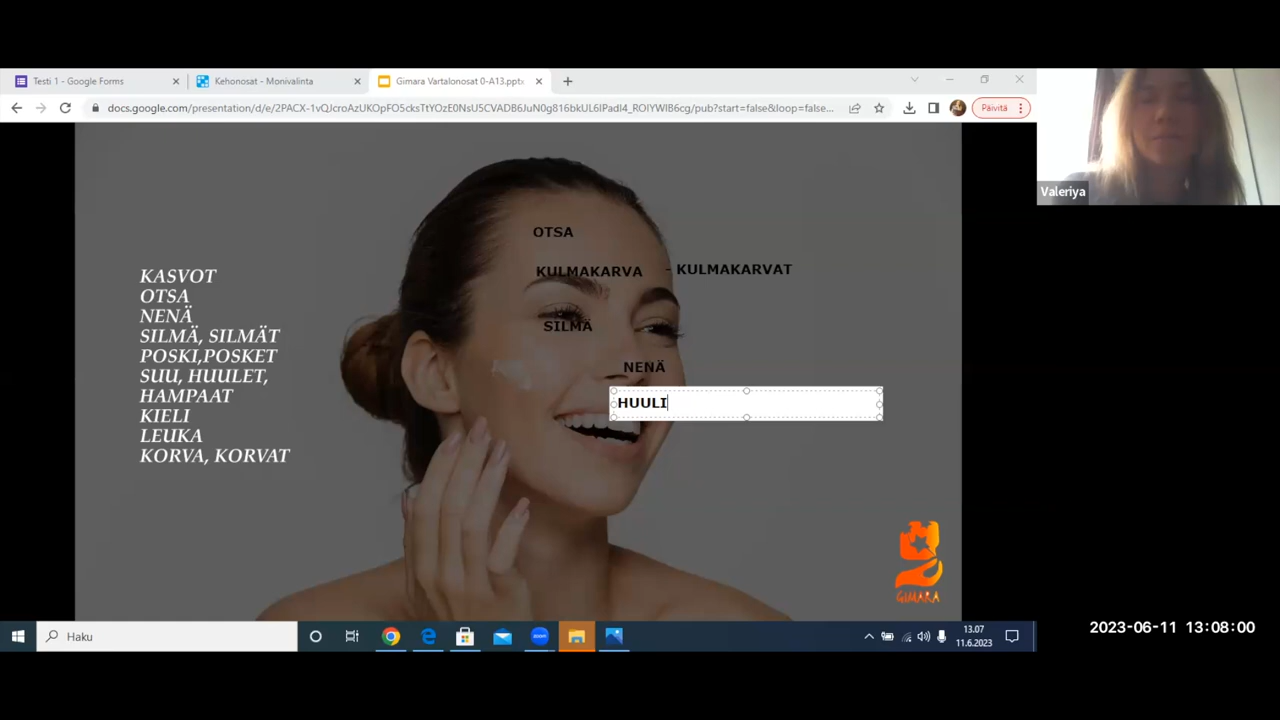 Testi 1 - Google Forms
Kehonosat - Monivalinta
Gimara Vartalonosat 0-A13.pptx
docs.google.com/presentation/d/e/2PACX-1vQJcroAzUKOpFO5cksTtYOzE0NsU5CVADB6JuN0g816bkUL6IPadl4_ROlYWlB6cg/pub?start=false&loop=false...
Päivitä
Valeriya
OTSA
KULMAKARVA - KULMAKARVAT
SILMÄ
NENÄ
HUULI
KASVOT
OTSA
NENÄ
SILMÄ, SILMÄT
POSKI,POSKET
SUU, HUULET,
HAMPAAT
KIELI
LEUKA
KORVA, KORVAT
GIMARA
Haku
zoom
13.07
11.6.2023
2023-06-11 13:08:00